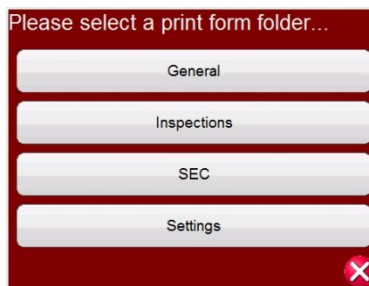 Please select a print form folder...
General
Inspections
SEC
Settings